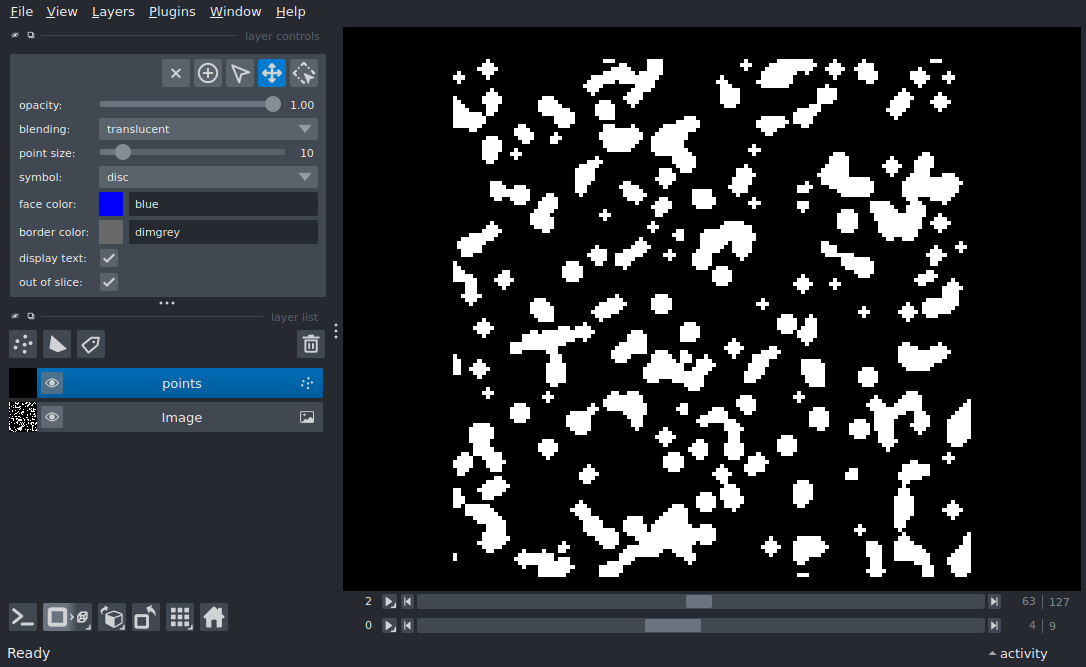 File View Layers Plugins Window Help
layer controls
opacity: 1.00
blending: translucent
point size: 10
symbol: disc
face color: blue
border color: dimgrey
display text:
out of slice:
layer list
points
Image
2 63 127
0 4 9
Ready activity